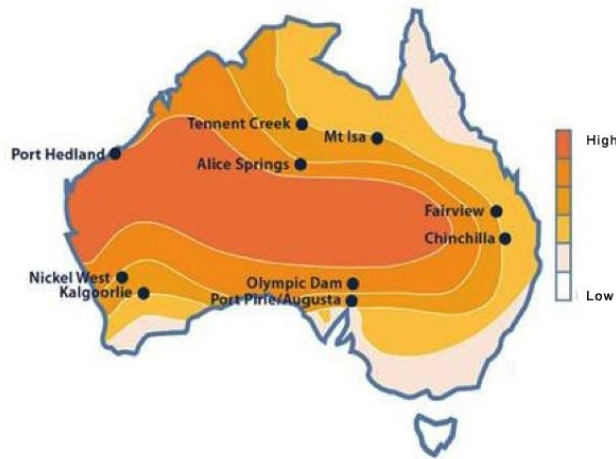 Tennent Creek
Mt Isa
High
Port Hedland
Alice Springs
Fairview
Chinchilla
Nickel West
Olympic Dam
Kalgoorlie
Port Pirie/Augusta
Low